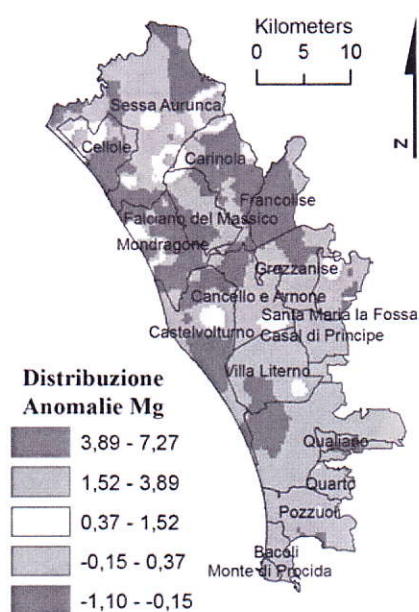 Kilometers
0 5 10
N
Sessa Aurunca
Cellole
Carinola
Francolise
Falciano del Massico
Mondragone
Grazzanise
Cancello e Arnone
Santa Maria la Fossa
Castelvolturno
Casal di Principe
Villa Literno
Distribuzione
Anomalie Mg
3,89 - 7,27
1,52 - 3,89
0,37 - 1,52
-0,15 - 0,37
-1,10 - -0,15
Qualiano
Quarto
Pozzuoli
Bacoli
Monte di Procida